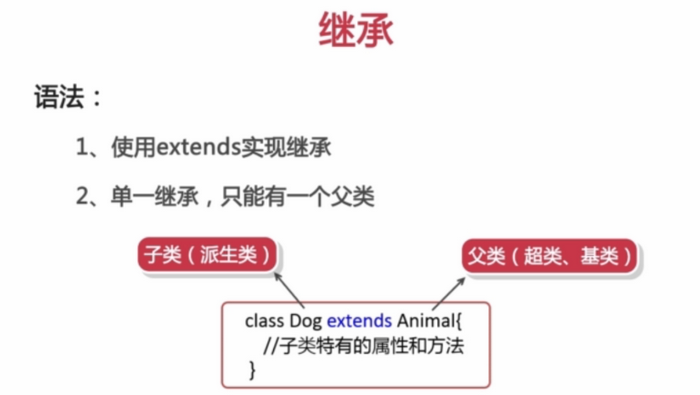 继承
语法：
1、使用extends实现继承
2、单一继承，只能有一个父类
子类（派生类）
父类（超类、基类）
class Dog extends Animal{
//子类特有的属性和方法
}